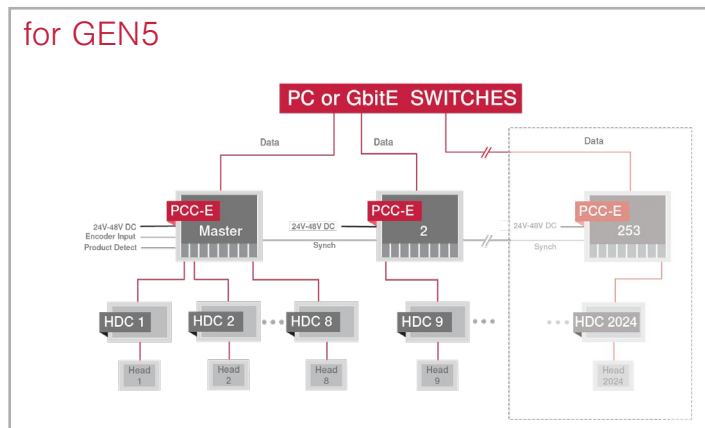 for GEN5
PC or GbitE SWITCHES
Data
Data
Data
PCC-E
Master
PCC-E
2
PCC-E
253
24V-48V DC
Encoder Input
Product Detect
24V-48V DC
24V-48V DC
Synch
Synch
HDC 1
HDC 2
HDC 8
HDC 9
HDC 2024
Head
1
Head
2
Head
8
Head
9
Head
2024